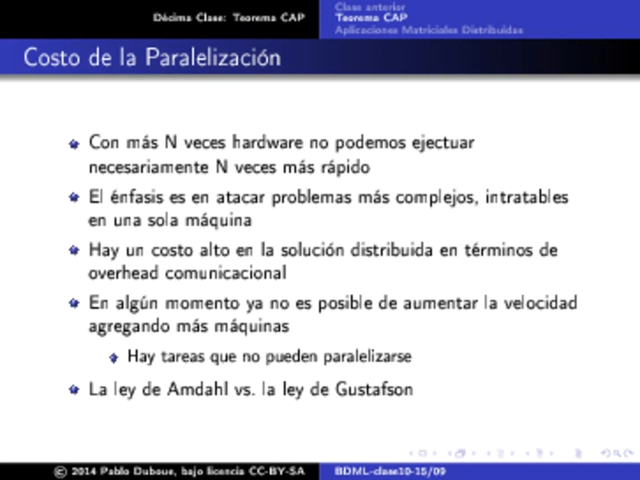 Décima Clase: Teorema CAP
Clase anterior
Teorema CAP
Aplicaciones Matriciales Distribuidas
Costo de la Paralelización
Con más N veces hardware no podemos ejectuar
necesariamente N veces más rápido
El énfasis es en atacar problemas más complejos, intratables
en una sola máquina
Hay un costo alto en la solución distribuida en términos de
overhead comunicacional
En algún momento ya no es posible de aumentar la velocidad
agregando más máquinas
Hay tareas que no pueden paralelizarse
La ley de Amdahl vs. la ley de Gustafson
© 2014 Pablo Duboue, bajo licencia CC-BY-SA
BDML-clase10-15/09